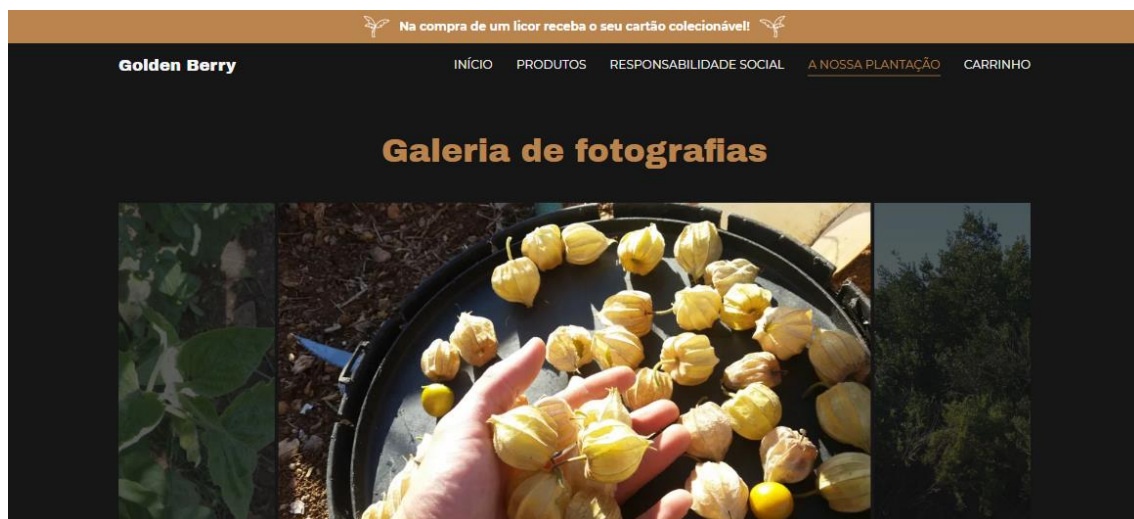 Na compra de um licor receba o seu cartão colecionável!
Golden Berry INÍCIO PRODUTOS RESPONSABILIDADE SOCIAL A NOSSA PLANTAÇÃO CARRINHO
Galeria de fotografias